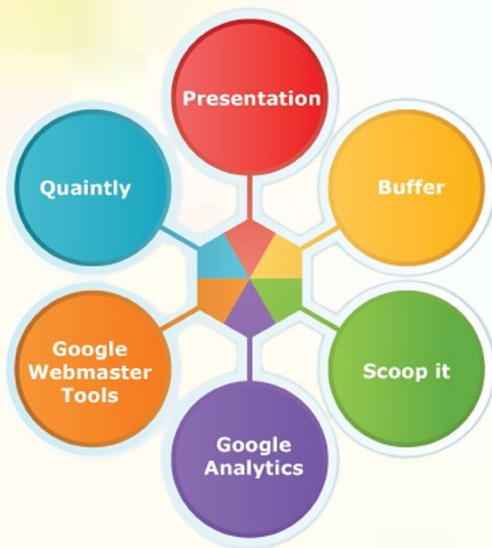 Presentation
Buffer
Scoop it
Google
Analytics
Google
Webmaster
Tools
Quaintly